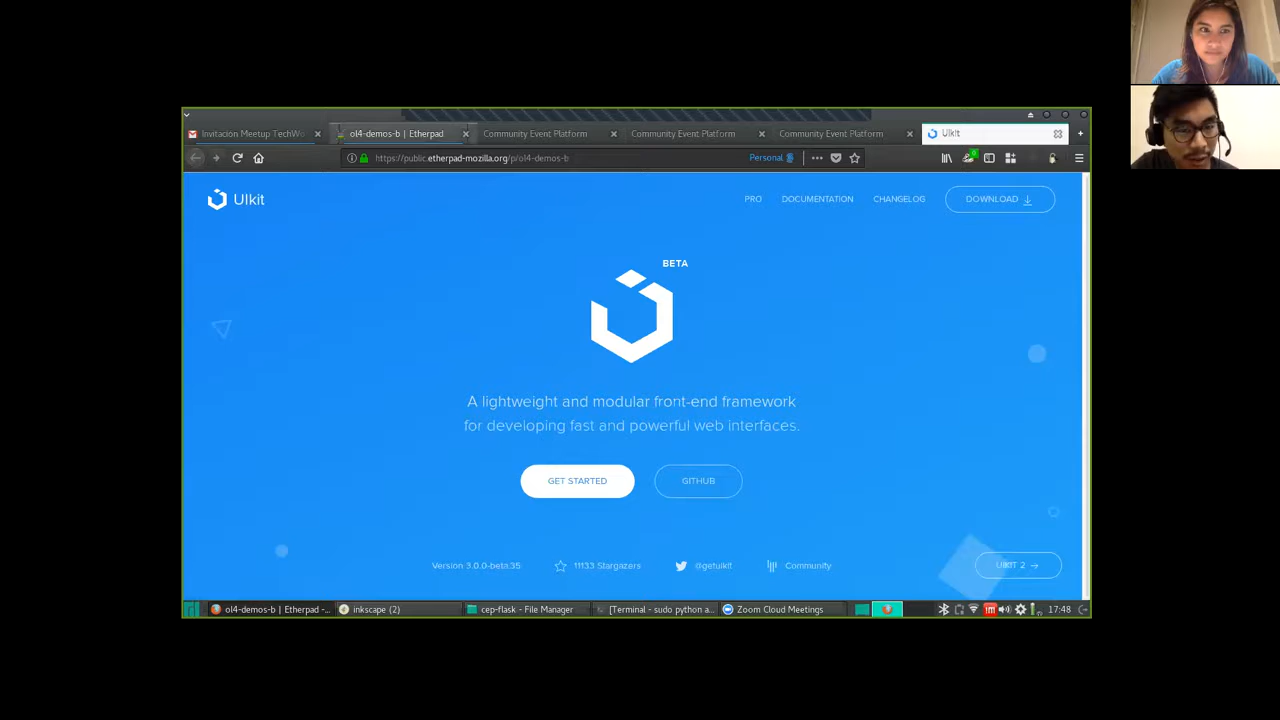 Invitación Meetup TechWo
ol4-demos-b | Etherpad
Community Event Platform
Community Event Platform
Community Event Platform
UIkit
https://public.etherpad-mozilla.org/p/ol4-demos-b
Personal
UIkit
PRO
DOCUMENTATION
CHANGELOG
DOWNLOAD
BETA
A lightweight and modular front-end framework
for developing fast and powerful web interfaces.
GET STARTED
GITHUB
Version 3.0.0-beta.35
11133 Stargazers
@getuikit
Community
UIKIT 2
ol4-demos-b | Etherpad -...
inkscape (2)
cep-flask - File Manager
[Terminal - sudo python a...
Zoom Cloud Meetings
17:48